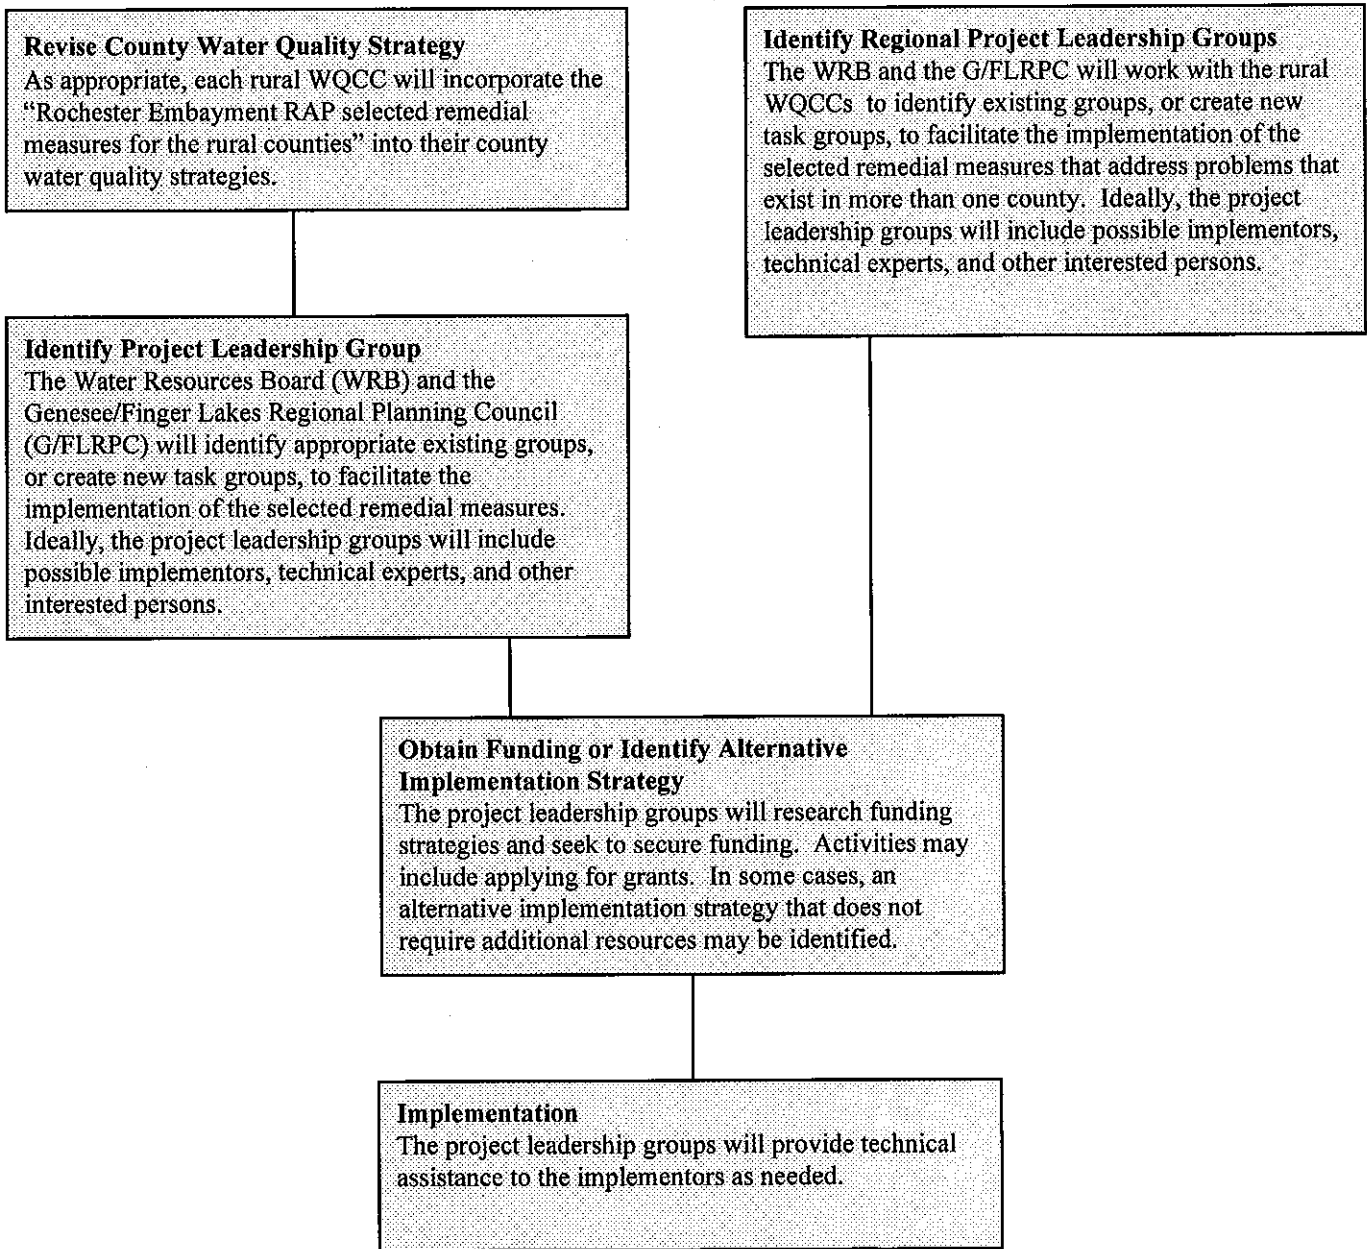 Revise County Water Quality Strategy
As appropriate, each rural WQCC will incorporate the
“Rochester Embayment RAP selected remedial
measures for the rural counties” into their county
water quality strategies.
Identify Regional Project Leadership Groups
The WRB and the G/FLRPC will work with the rural
WQCCs to identify existing groups, or create new
task groups, to facilitate the implementation of the
selected remedial measures that address problems that
exist in more than one county. Ideally, the project
leadership groups will include possible implementors,
technical experts, and other interested persons.
Identify Project Leadership Group
The Water Resources Board (WRB) and the
Genesee/Finger Lakes Regional Planning Council
(G/FLRPC) will identify appropriate existing groups,
or create new task groups, to facilitate the
implementation of the selected remedial measures.
Ideally, the project leadership groups will include
possible implementors, technical experts, and other
interested persons.
Obtain Funding or Identify Alternative
Implementation Strategy
The project leadership groups will research funding
strategies and seek to secure funding. Activities may
include applying for grants. In some cases, an
alternative implementation strategy that does not
require additional resources may be identified.
Implementation
The project leadership groups will provide technical
assistance to the implementors as needed.